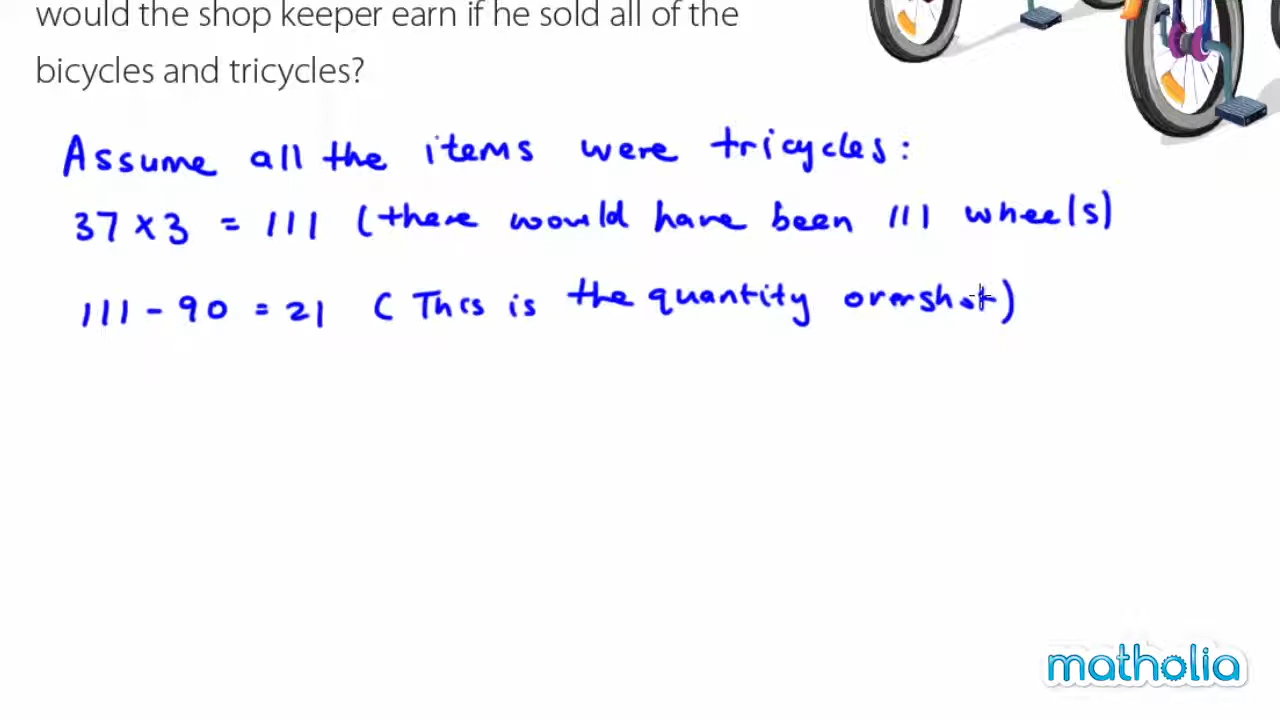 would the shop keeper earn if he sold all of the
bicycles and tricycles?
Assume all the items were tricycles:
37 x 3 = 111 (there would have been 111 wheels)
111 - 90 = 21 (This is the quantity overshot)
matholia